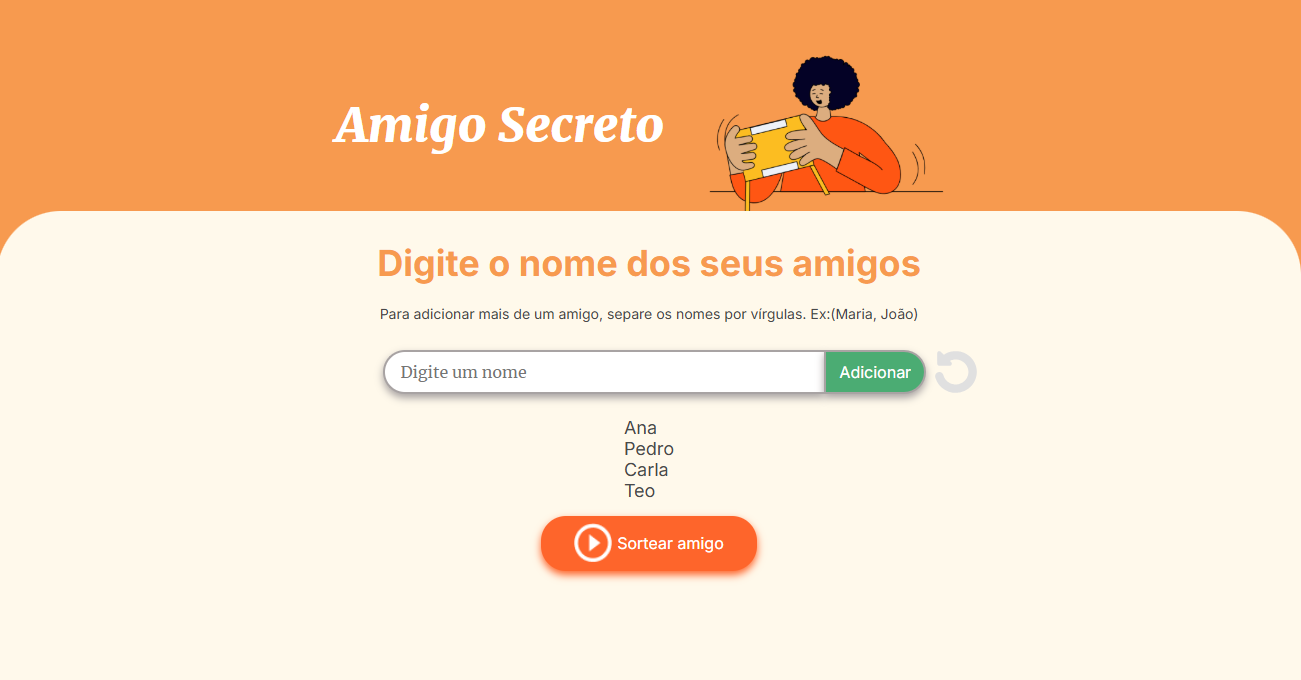 Amigo Secreto
Digite o nome dos seus amigos
Para adicionar mais de um amigo, separe os nomes por vírgulas. Ex:(Maria, João)
Digite um nome
Adicionar
Ana
Pedro
Carla
Teo
Sortear amigo